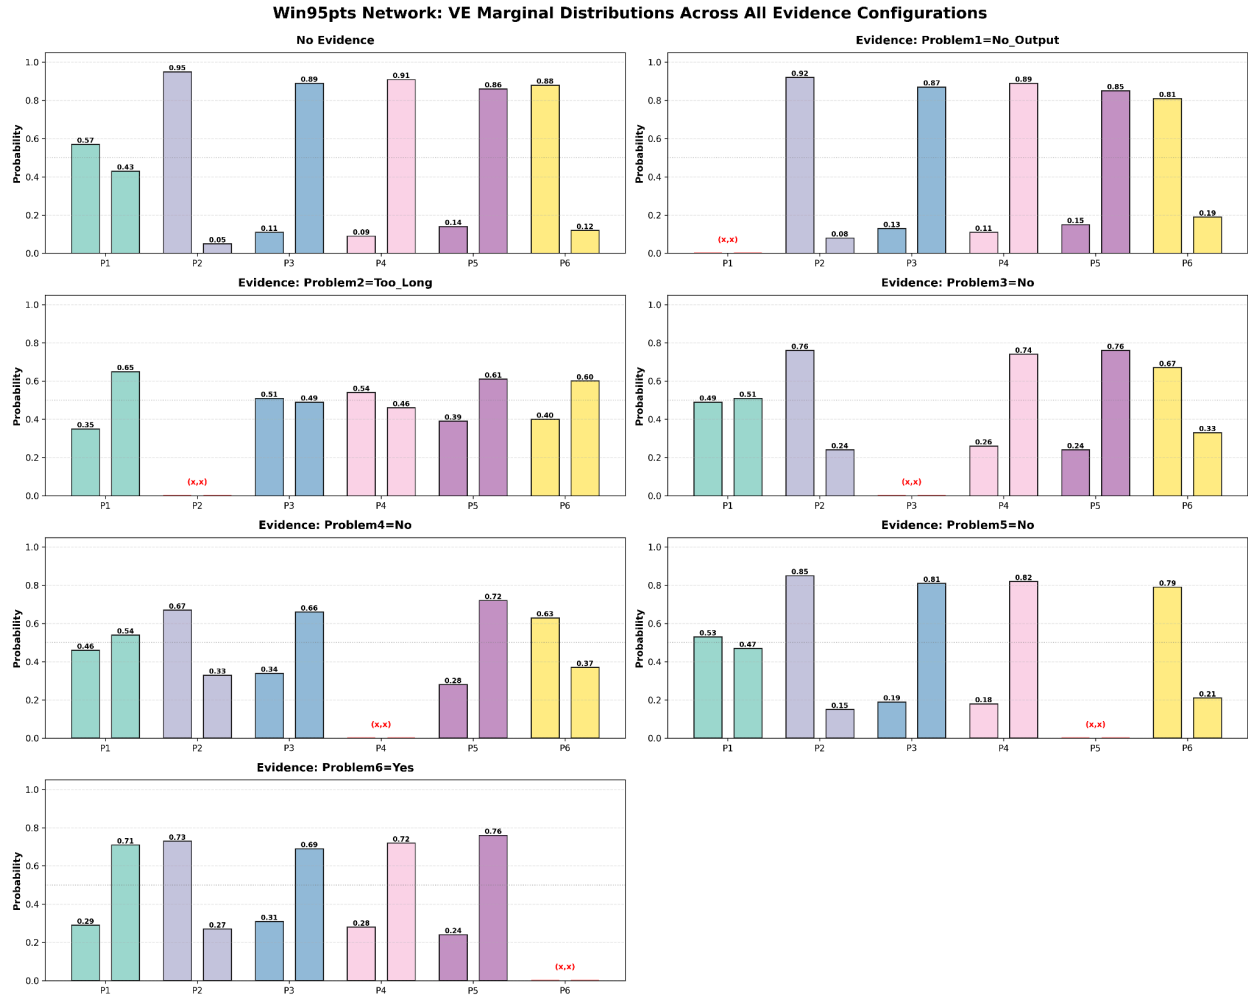 Win95pts Network: VE Marginal Distributions Across All Evidence Configurations
No Evidence
Probability
1.0
0.8
0.6
0.4
0.2
0.0
0.57
0.43
0.95
0.05
0.11
0.89
0.09
0.91
0.14
0.86
0.88
0.12
P1
P2
P3
P4
P5
P6
Evidence: Problem1=No_Output
Probability
1.0
0.8
0.6
0.4
0.2
0.0
(x,x)
0.92
0.08
0.13
0.87
0.11
0.89
0.15
0.85
0.81
0.19
P1
P2
P3
P4
P5
P6
Evidence: Problem2=Too_Long
Probability
1.0
0.8
0.6
0.4
0.2
0.0
0.35
0.65
(x,x)
0.51
0.49
0.54
0.46
0.39
0.61
0.40
0.60
P1
P2
P3
P4
P5
P6
Evidence: Problem3=No
Probability
1.0
0.8
0.6
0.4
0.2
0.0
0.49
0.51
0.76
0.24
(x,x)
0.26
0.74
0.24
0.76
0.67
0.33
P1
P2
P3
P4
P5
P6
Evidence: Problem4=No
Probability
1.0
0.8
0.6
0.4
0.2
0.0
0.46
0.54
0.67
0.33
0.34
0.66
(x,x)
0.28
0.72
0.63
0.37
P1
P2
P3
P4
P5
P6
Evidence: Problem5=No
Probability
1.0
0.8
0.6
0.4
0.2
0.0
0.53
0.47
0.85
0.15
0.19
0.81
0.18
0.82
(x,x)
0.79
0.21
P1
P2
P3
P4
P5
P6
Evidence: Problem6=Yes
Probability
1.0
0.8
0.6
0.4
0.2
0.0
0.29
0.71
0.73
0.27
0.31
0.69
0.28
0.72
0.24
0.76
(x,x)
P1
P2
P3
P4
P5
P6